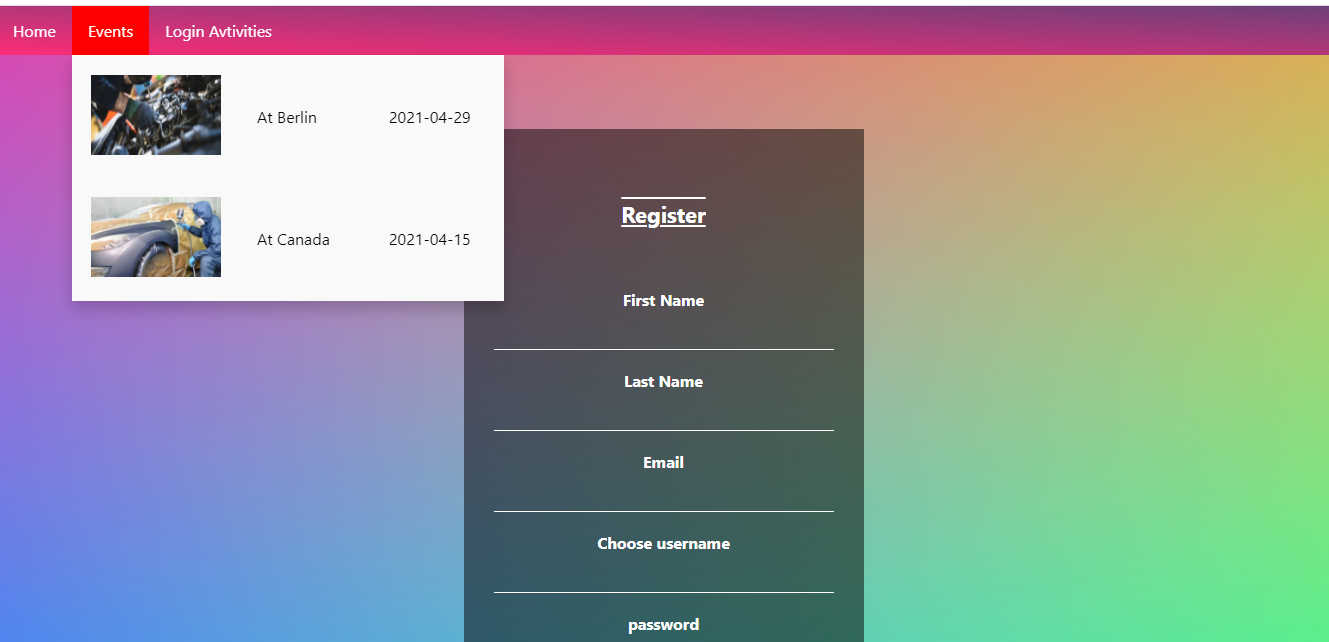 Home Events Login Avtivities
At Berlin 2021-04-29
At Canada 2021-04-15
Register
First Name
Last Name
Email
Choose username
password